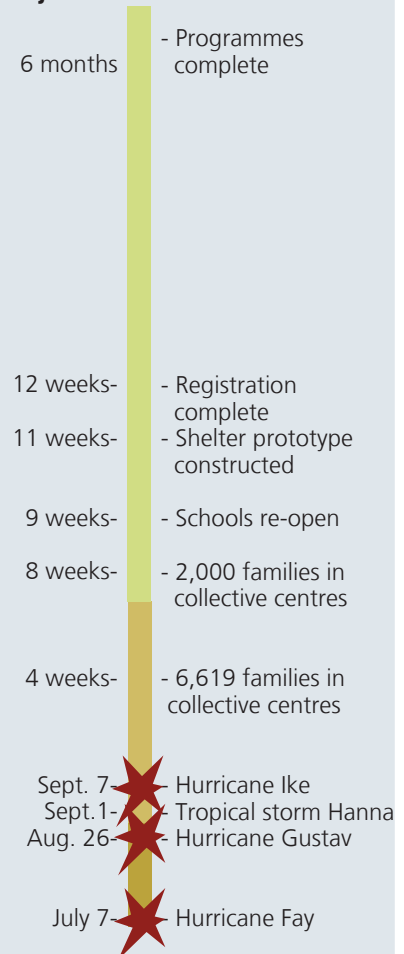 6 months
- Programmes
complete
12 weeks-
- Registration
complete
11 weeks-
- Shelter prototype
constructed
9 weeks-
- Schools re-open
8 weeks-
- 2,000 families in
collective centres
4 weeks-
- 6,619 families in
collective centres
Sept. 7-
- Hurricane Ike
Sept.1-
- Tropical storm Hanna
Aug. 26-
- Hurricane Gustav
July 7-
- Hurricane Fay